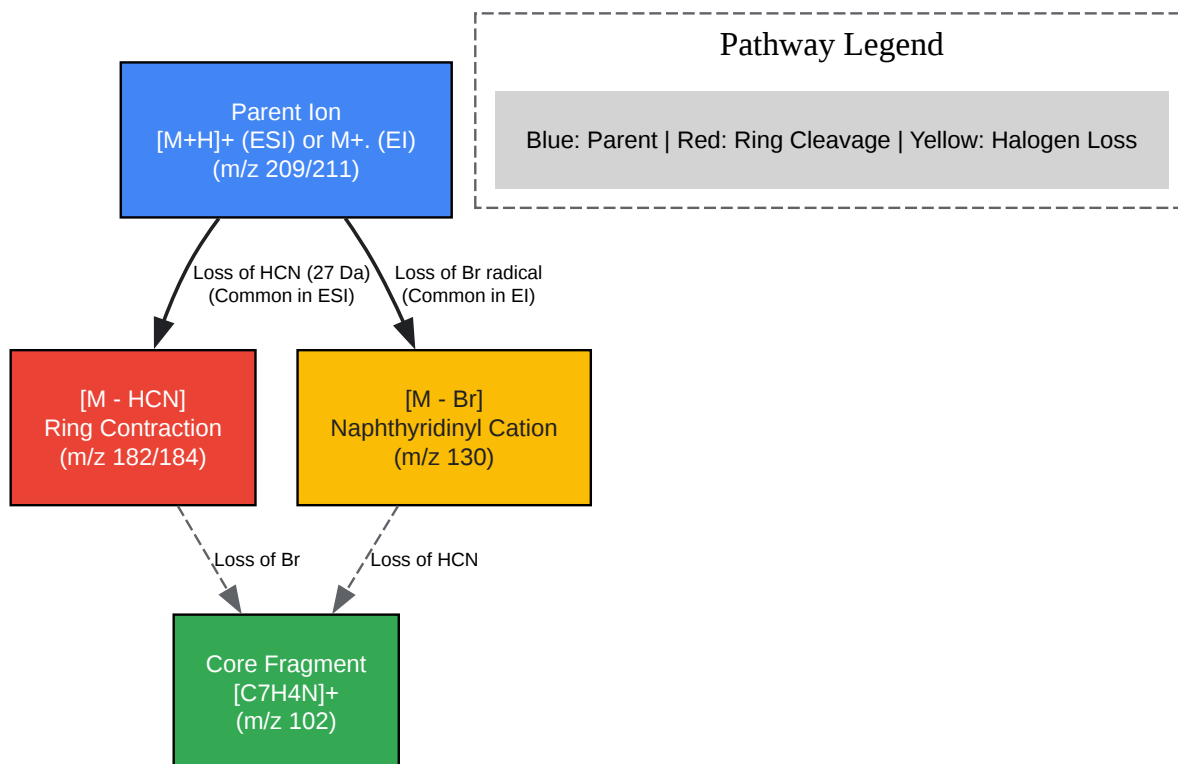 Pathway Legend
Blue: Parent | Red: Ring Cleavage | Yellow: Halogen Loss
Parent Ion
[M+H]+ (ESI) or M+. (EI)
(m/z 209/211)
Loss of HCN (27 Da)
(Common in ESI)
Loss of Br radical
(Common in EI)
[M - HCN]
Ring Contraction
(m/z 182/184)
[M - Br]
Naphthyridinyl Cation
(m/z 130)
Loss of Br
Loss of HCN
Core Fragment
[C7H4N]+
(m/z 102)